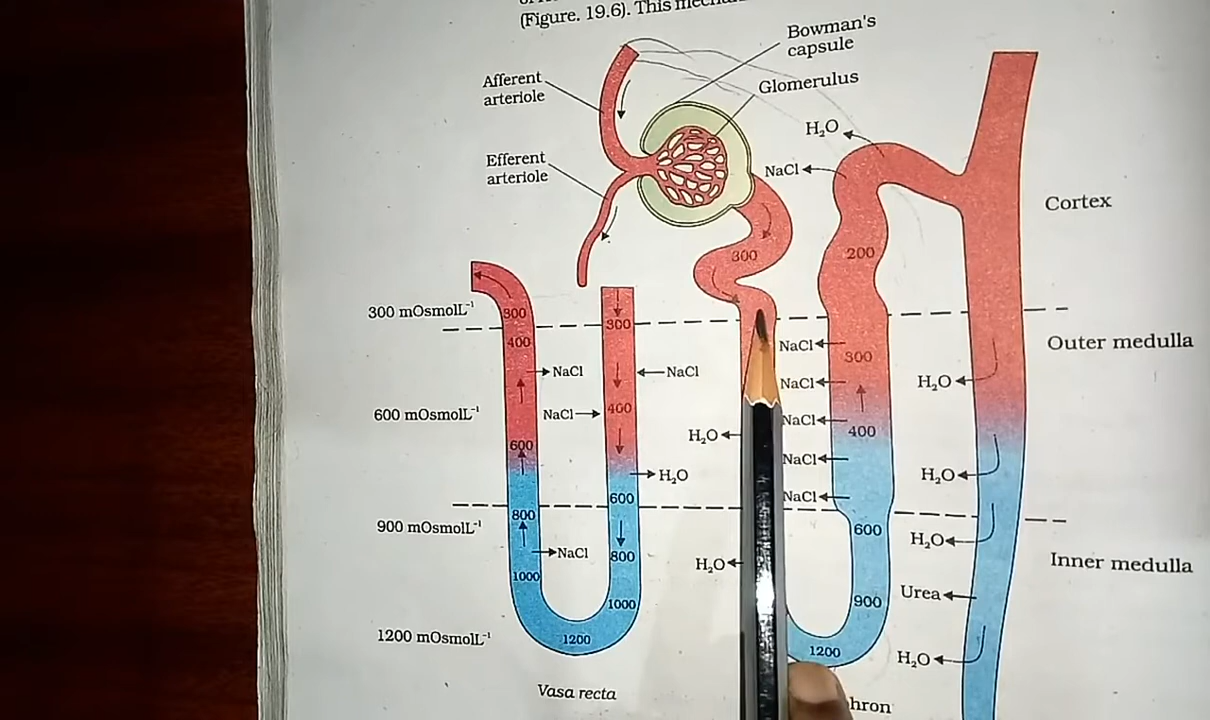 (Figure. 19.6). This
Bowman's
capsule
Afferent
arteriole
Glomerulus
H₂O
Efferent
arteriole
NaCl
Cortex
300
200
300 mOsmolL⁻¹
300
300
400
NaCl
300
Outer medulla
NaCl
NaCl
NaCl
H₂O
600 mOsmolL⁻¹
NaCl
400
NaCl
400
600
H₂O
NaCl
H₂O
H₂O
600
NaCl
900 mOsmolL⁻¹
800
600
H₂O
NaCl
800
H₂O
Inner medulla
1000
1000
900
Urea
1200 mOsmolL⁻¹
1200
1200
H₂O
Vasa recta